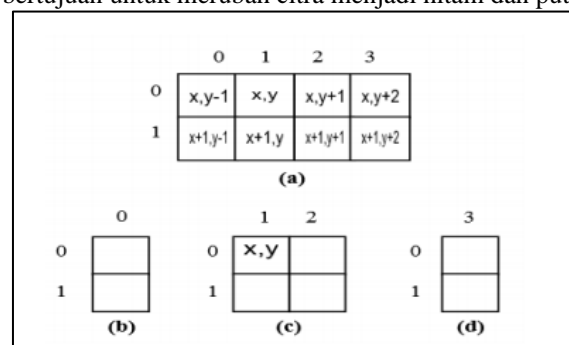 bertujuan untuk merubah citra menjadi hitam dan
0 1 2 3
0 x,y-1 x,y x,y+1 x,y+2
1 x+1,y-1 x+1,y x+1,y+1 x+1,y+2
(a)
0 1 2 3
0 0 x,y 0
1 1 1
(b) (c) (d)